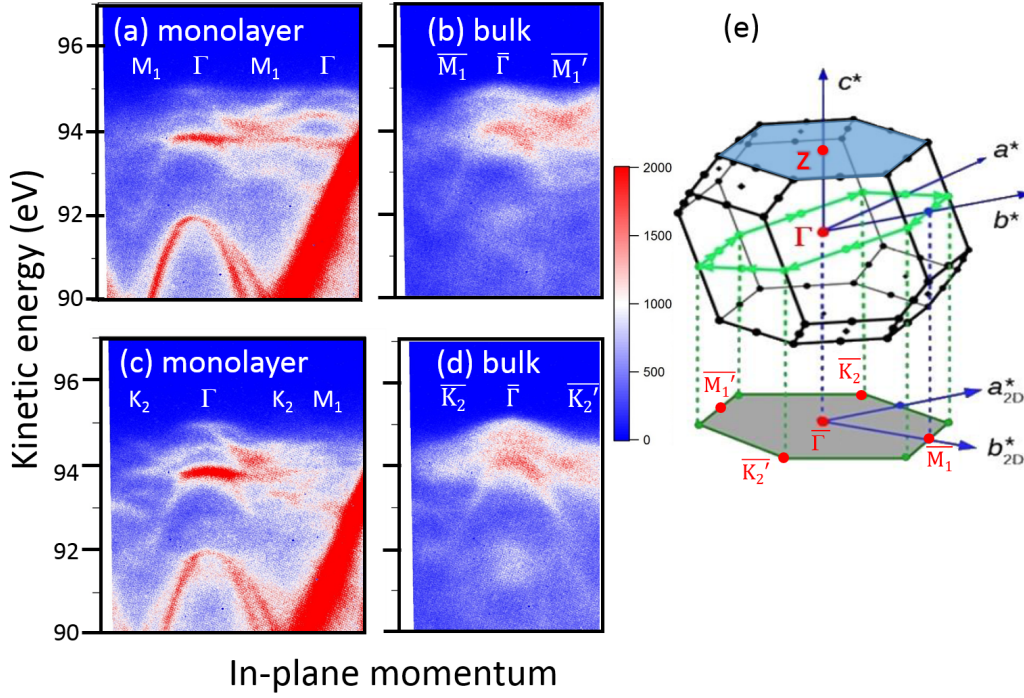 (a) monolayer
M₁ Γ M₁ Γ
(b) bulk
M̅₁ Γ̅ M̅₁′
96
94
92
90
(c) monolayer
K₂ Γ K₂ M₁
(d) bulk
K̅₂ Γ̅ K̅₂′
96
94
92
90
Kinetic energy (eV)
In-plane momentum
2000
1500
1000
500
0
(e)
c*
Z
a*
b*
Γ
M̅₁′
K̅₂
a*2D
Γ̅
b*2D
M̅₁
K̅₂′